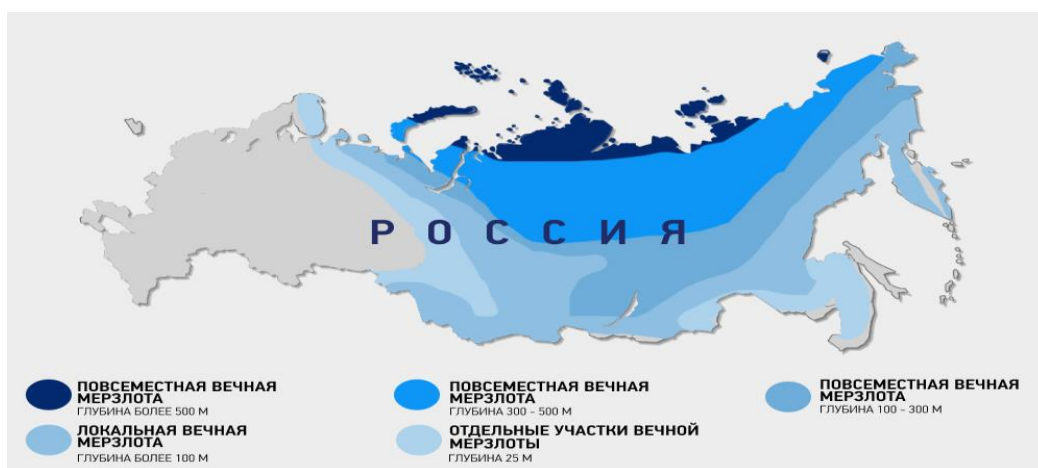 РОССИЯ
ПОВСЕМЕСТНАЯ ВЕЧНАЯ
МЕРЗЛОТА
ГЛУБИНА БОЛЕЕ 500 М
ПОВСЕМЕСТНАЯ ВЕЧНАЯ
МЕРЗЛОТА
ГЛУБИНА 300 - 500 М
ПОВСЕМЕСТНАЯ ВЕЧНАЯ
МЕРЗЛОТА
ГЛУБИНА 100 - 300 М
ЛОКАЛЬНАЯ ВЕЧНАЯ
МЕРЗЛОТА
ГЛУБИНА БОЛЕЕ 100 М
ОТДЕЛЬНЫЕ УЧАСТКИ ВЕЧНОЙ
МЕРЗЛОТЫ
ГЛУБИНА 25 М